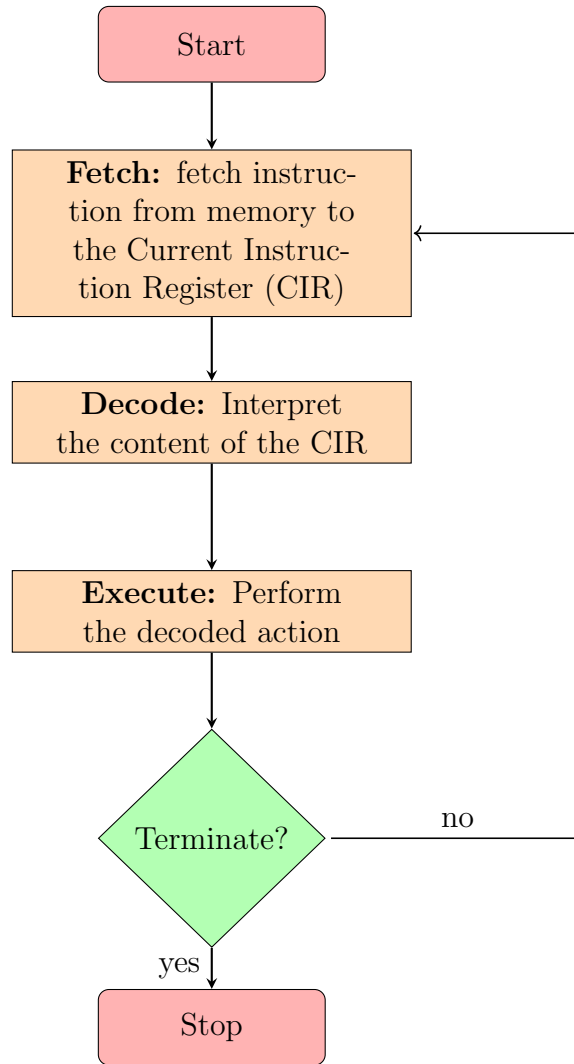 Start
Fetch: fetch instruc-
tion from memory to
the Current Instruc-
tion Register (CIR)
Decode: Interpret
the content of the CIR
Execute: Perform
the decoded action
Terminate?
no
yes
Stop